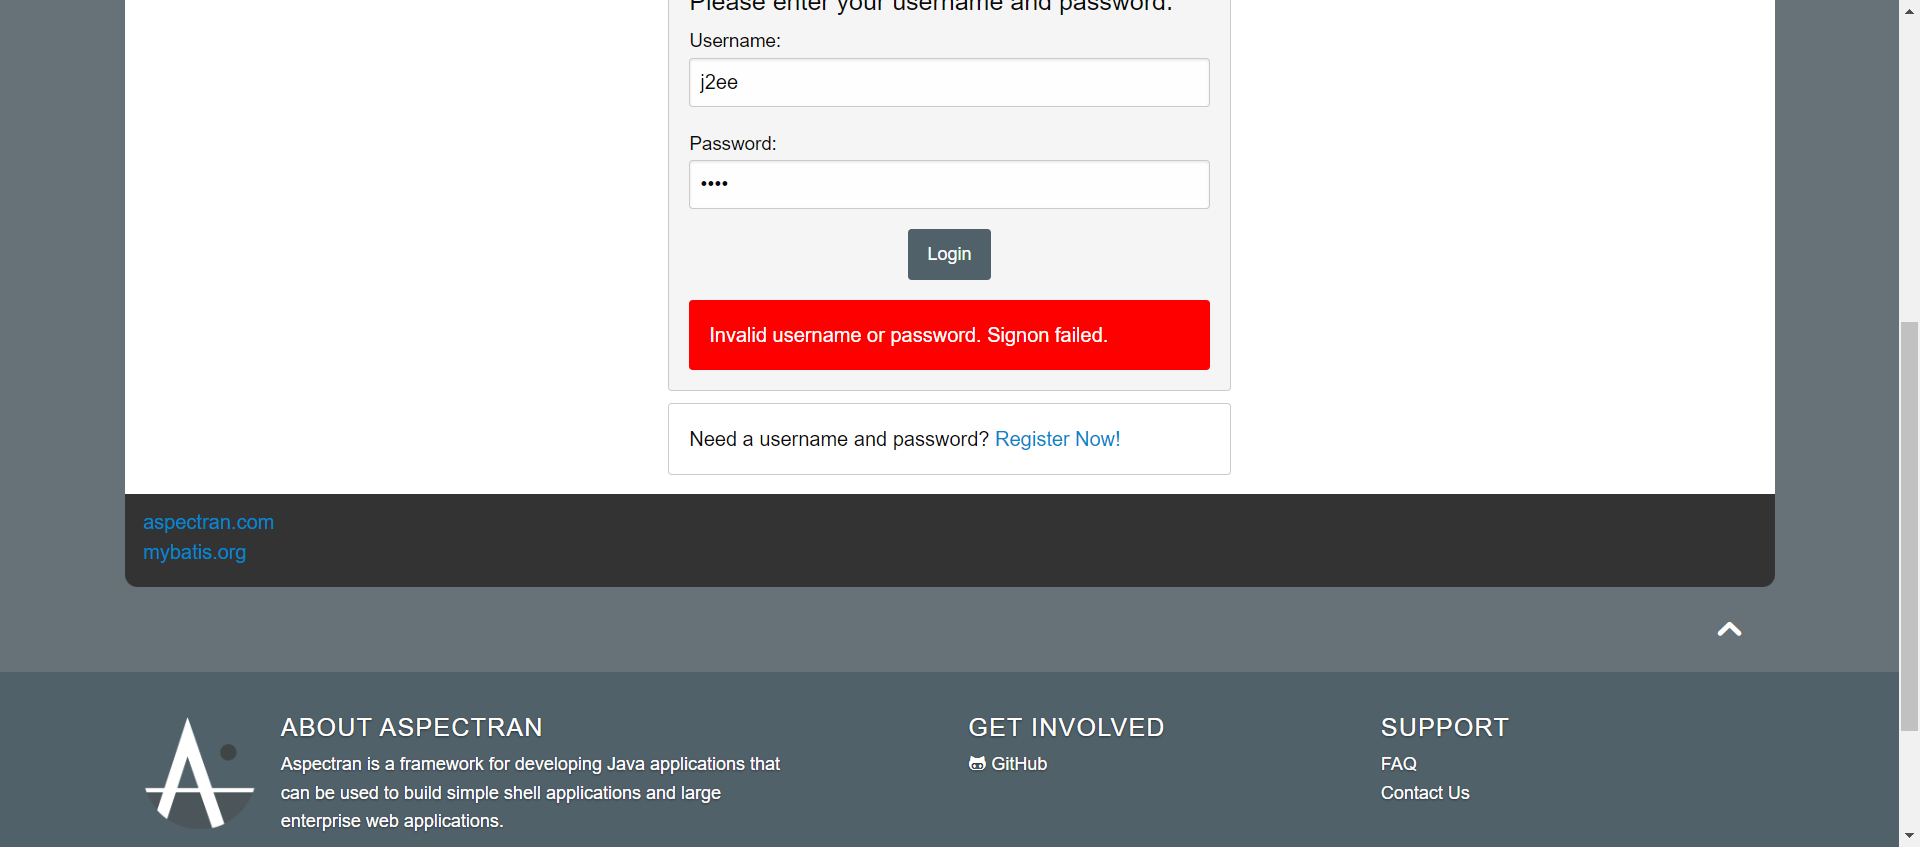 Please enter your username and password.
Username:
j2ee
Password:
••••
Login
Invalid username or password. Signon failed.
Need a username and password? Register Now!
aspectran.com
mybatis.org
ABOUT ASPECTRAN
Aspectran is a framework for developing Java applications that
can be used to build simple shell applications and large
enterprise web applications.
GET INVOLVED
GitHub
SUPPORT
FAQ
Contact Us